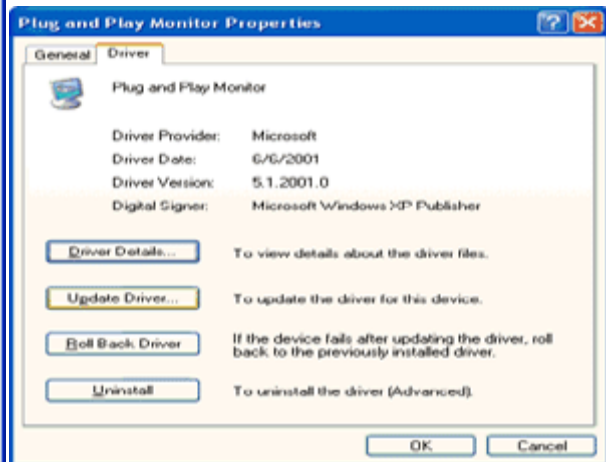 Plug and Play Monitor Properties
General Driver
Plug and Play Monitor
Driver Provider: Microsoft
Driver Date: 6/6/2001
Driver Version: 5.1.2001.0
Digital Signer: Microsoft Windows XP Publisher
Driver Details... To view details about the driver files.
Update Driver... To update the driver for this device.
Roll Back Driver If the device fails after updating the driver, roll
back to the previously installed driver.
Uninstall To uninstall the driver (Advanced).
OK Cancel